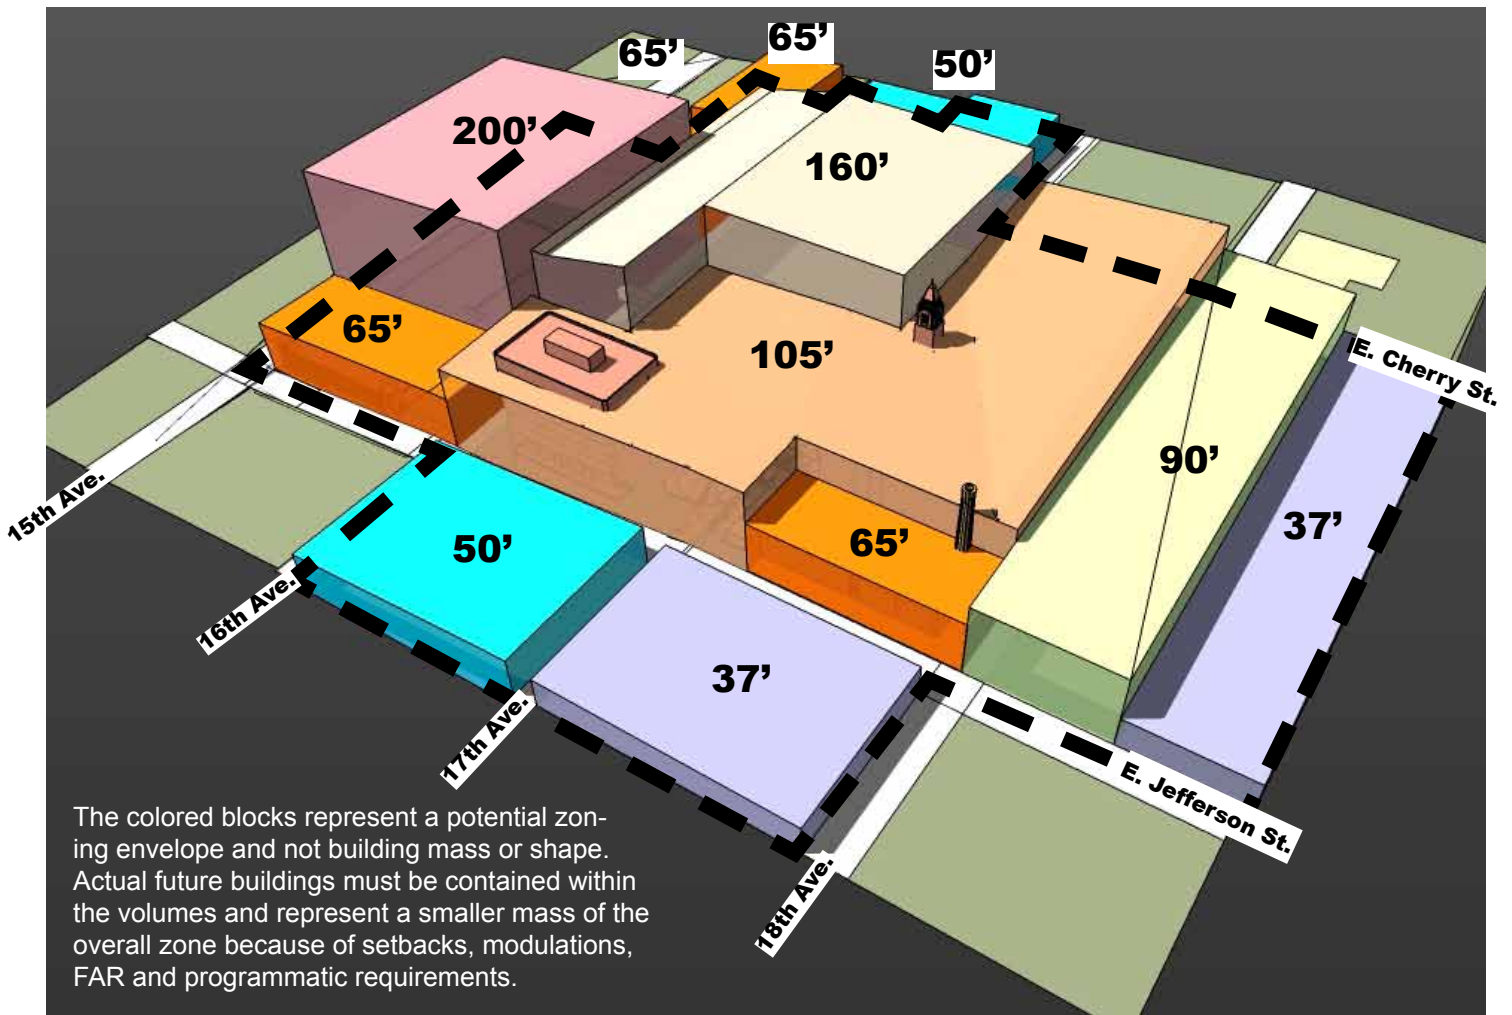 65’
65’
50’
200’
160’
65’
105’
E. Cherry St.
90’
37’
15th Ave.
50’
65’
16th Ave.
37’
17th Ave.
E. Jefferson St.
18th Ave.
The colored blocks represent a potential zon-
ing envelope and not building mass or shape.
Actual future buildings must be contained within
the volumes and represent a smaller mass of the
overall zone because of setbacks, modulations,
FAR and programmatic requirements.